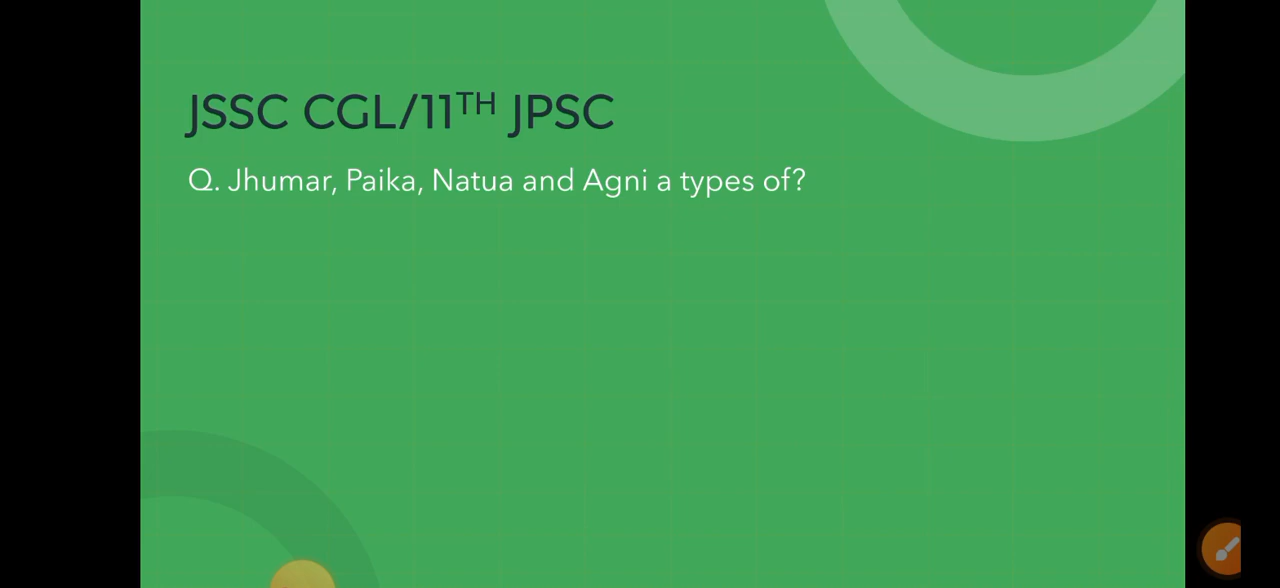 JSSC CGL/11TH JPSC
Q. Jhumar, Paika, Natua and Agni a types of?